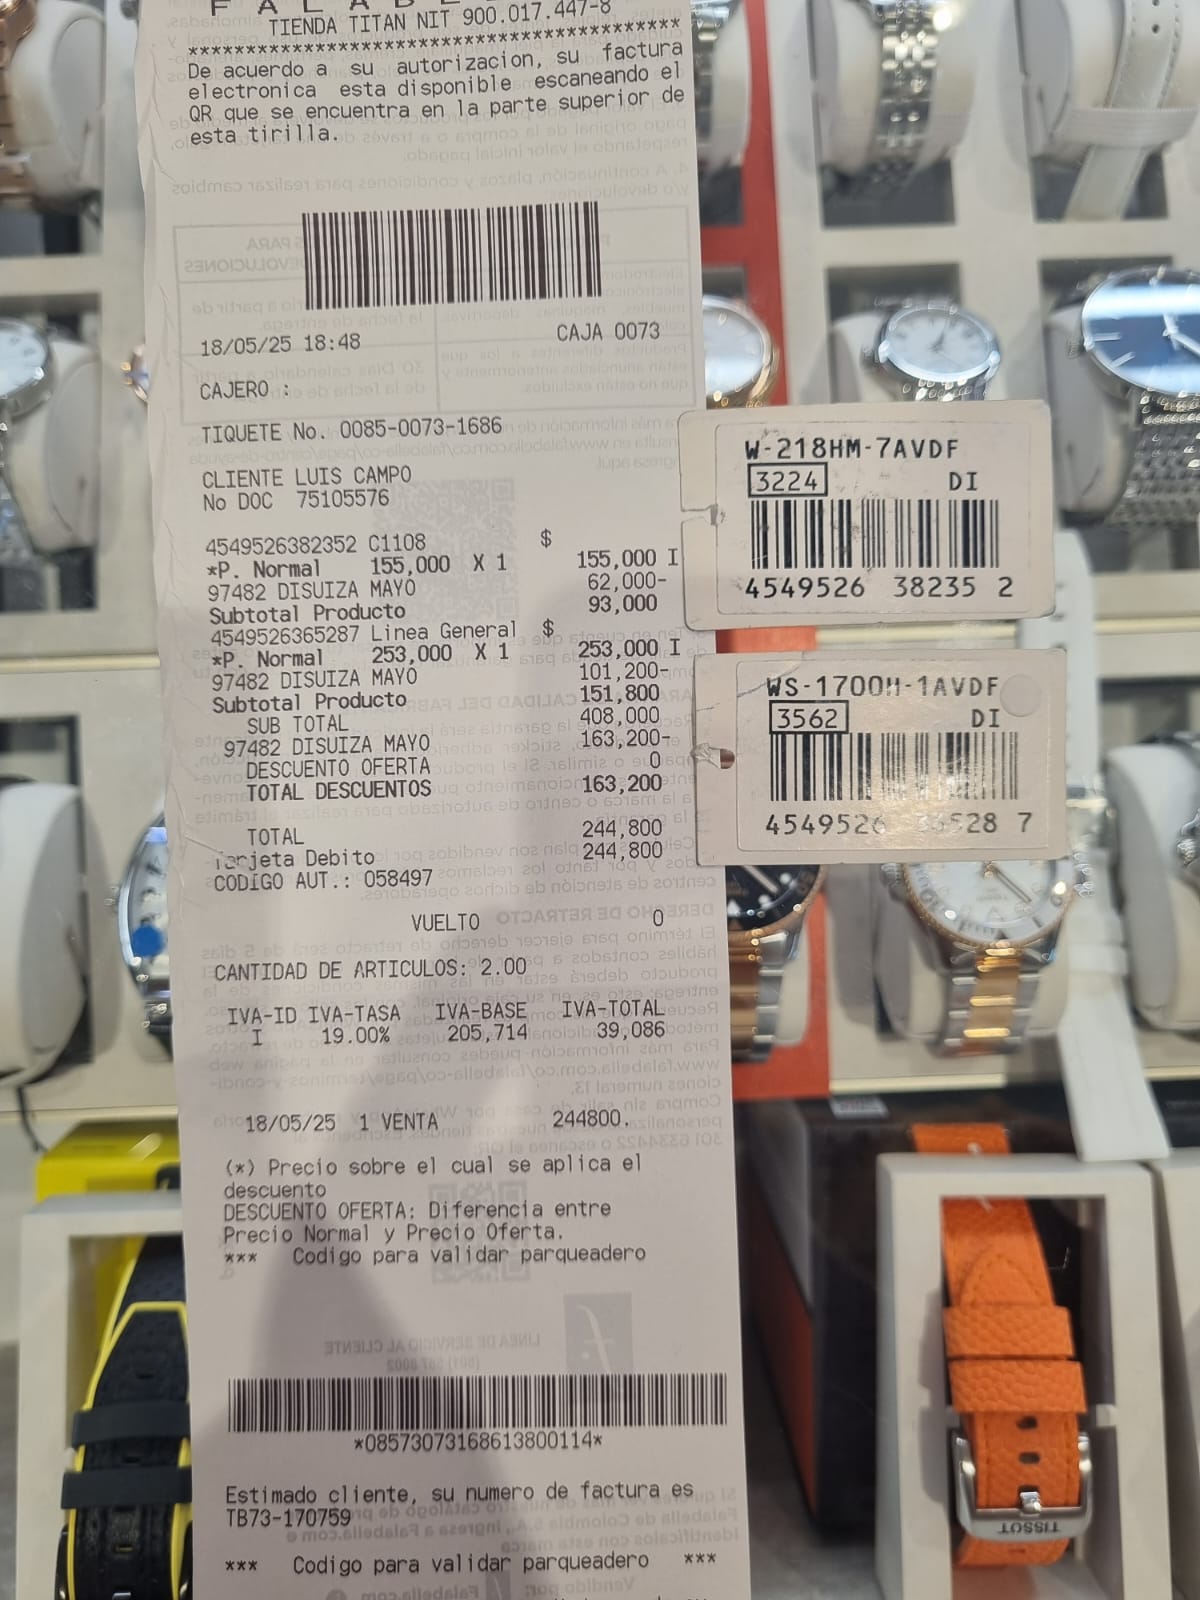 FALABE
TIENDA TITAN NIT 900.017.447-8
******************************************
De acuerdo a su autorizacion, su factura
electronica esta disponible escaneando el
QR que se encuentra en la parte superior de
esta tirilla.
18/05/25 18:48 CAJA 0073
CAJERO :
TIQUETE No. 0085-0073-1686
CLIENTE LUIS CAMPO
No DOC 75105576
4549526382352 C1108 $
*P. Normal 155,000 X 1 155,000 I
97482 DISUIZA MAYO 62,000-
Subtotal Producto 93,000
4549526365287 Linea General $
*P. Normal 253,000 X 1 253,000 I
97482 DISUIZA MAYO 101,200-
Subtotal Producto 151,800
SUB TOTAL 408,000
97482 DISUIZA MAYO 163,200-
DESCUENTO OFERTA 0
TOTAL DESCUENTOS 163,200
TOTAL 244,800
Tarjeta Debito 244,800
CODIGO AUT.: 058497
VUELTO 0
CANTIDAD DE ARTICULOS: 2.00
IVA-ID IVA-TASA IVA-BASE IVA-TOTAL
I 19.00% 205,714 39,086
18/05/25 1 VENTA 244800.
(*) Precio sobre el cual se aplica el
descuento
DESCUENTO OFERTA: Diferencia entre
Precio Normal y Precio Oferta.
*** Codigo para validar parqueadero
*08573073168613800114*
Estimado cliente, su numero de factura es
TB73-170759
*** Codigo para validar parqueadero ***
W-218HM-7AVDF
3224 DI
4549526 38235 2
WS-1700H-1AVDF
3562 DI
4549526 36528 7
TISSOT